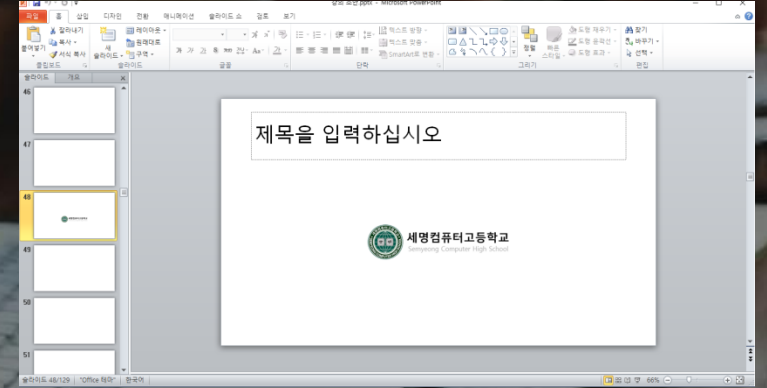 강의 초안.pptx - Microsoft PowerPoint
파일 홈 삽입 디자인 전환 애니메이션 슬라이드 쇼 검토 보기
붙여넣기
잘라내기
복사
서식 복사
클립보드
새 슬라이드
레이아웃
원래대로
구역
슬라이드
글꼴
텍스트 방향
텍스트 맞춤
SmartArt로 변환
단락
정렬
빠른 스타일
도형 채우기
도형 윤곽선
도형 효과
그리기
찾기
바꾸기
선택
편집
슬라이드 개요
46
47
48
49
50
51
제목을 입력하십시오
세명컴퓨터고등학교
Semyeong Computer High School
슬라이드 48/129 "Office 테마" 한국어 66%